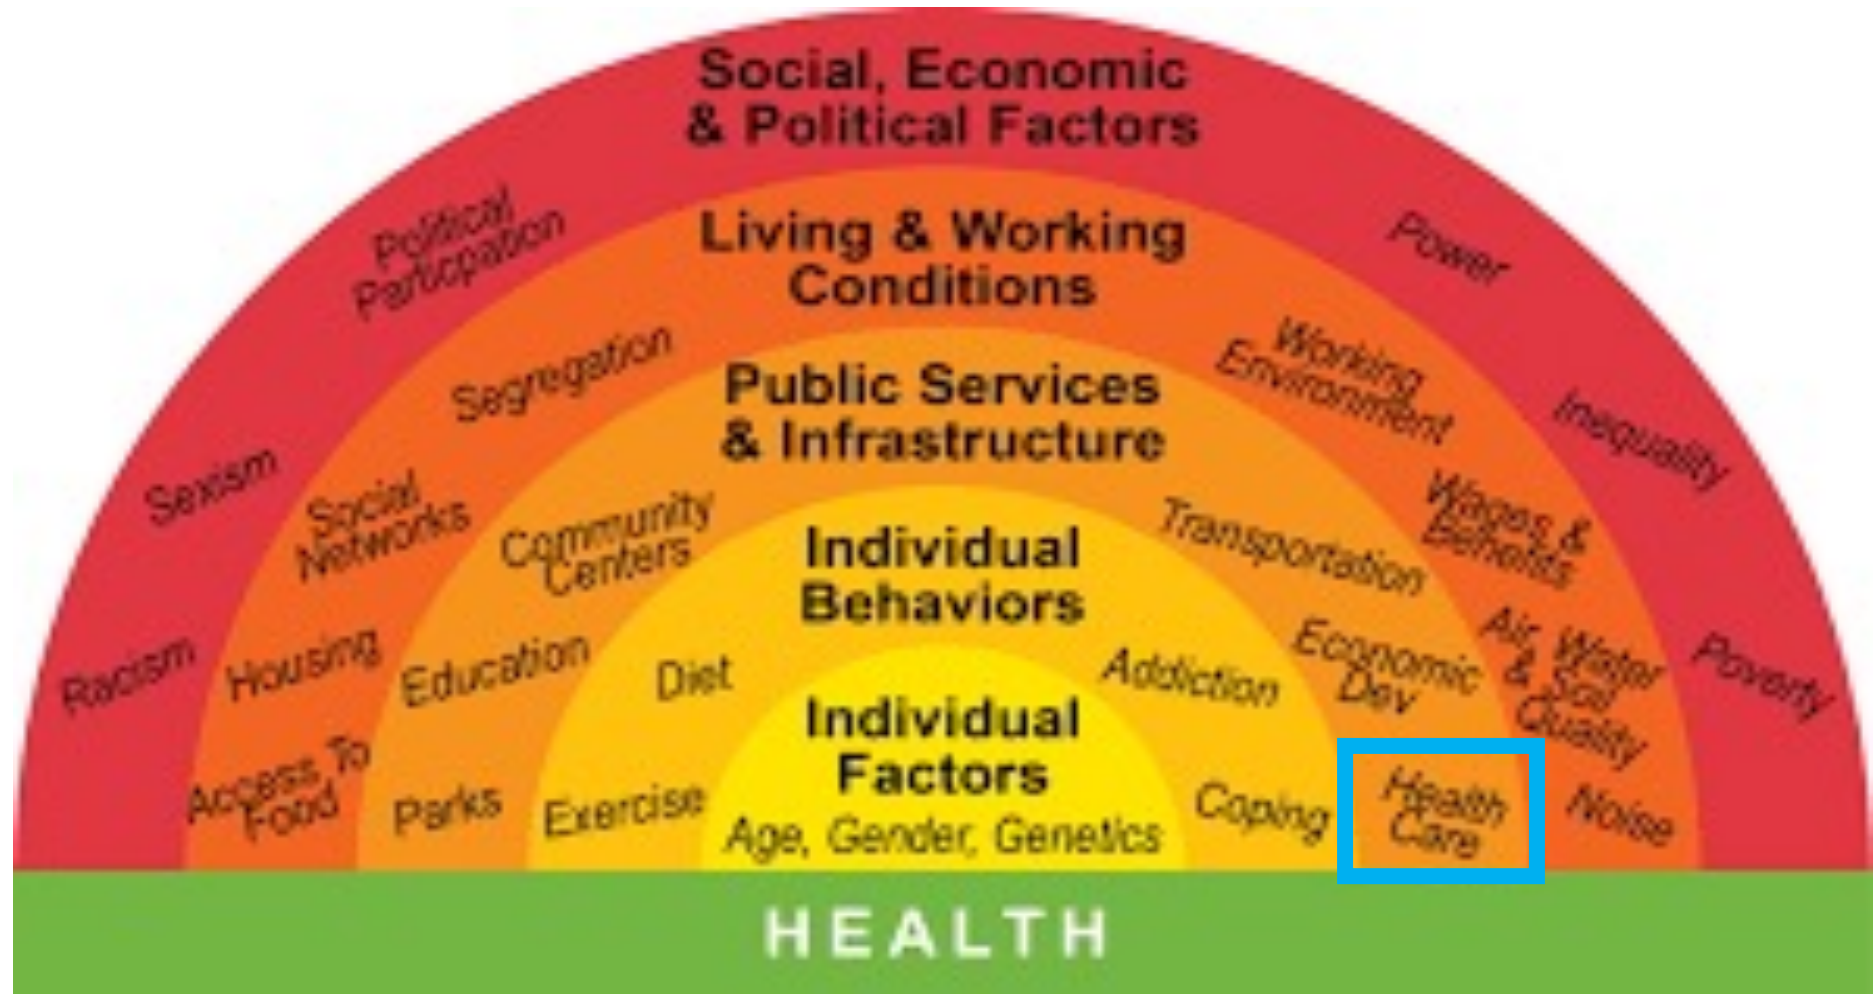 Social, Economic
& Political Factors
Political
Particpation
Sexism
Racism
Power
Inequality
Poverty
Living & Working
Conditions
Segregation
Social
Networks
Housing
Access To
Food
Working
Environment
Wages &
Benefits
Air, Water
& Soil
Quality
Noise
Public Services
& Infrastructure
Community
Centers
Education
Parks
Transportation
Economic
Dev
Health
Care
Individual
Behaviors
Diet
Exercise
Addiction
Coping
Individual
Factors
Age, Gender, Genetics
HEALTH